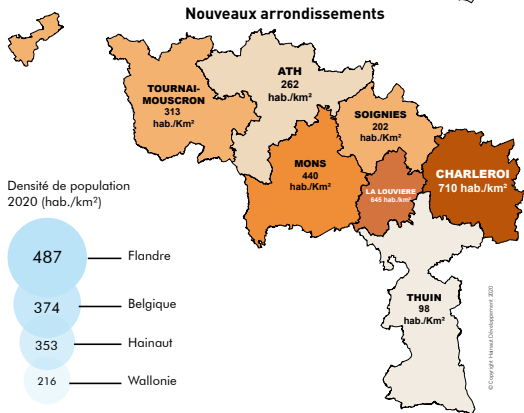 Nouveaux arrondissements
TOURNAI-
MOUSCRON
313
hab./Km²
ATH
262
hab./km²
SOIGNIES
202
hab./Km²
MONS
440
hab./Km²
LA LOUVIERE
645 hab./km²
CHARLEROI
710 hab./km²
THUIN
98
hab./Km²
Densité de population
2020 (hab./km²)
487 Flandre
374 Belgique
353 Hainaut
216 Wallonie
© Copyright Hainaut Développement 2020